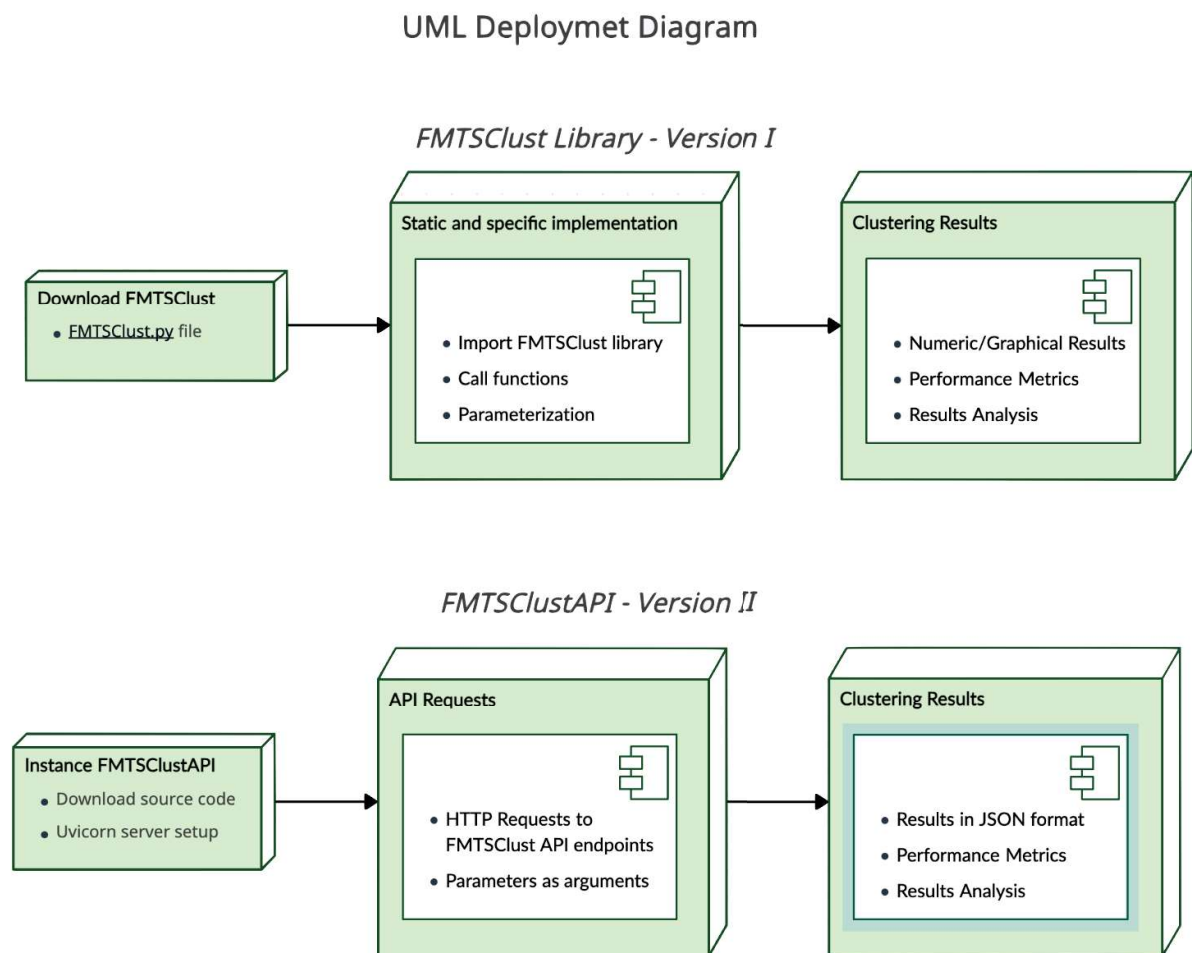 UML Deploymet Diagram
FMTSClust Library - Version I
Download FMTSClust
• FMTSClust.py file
Static and specific implementation
• Import FMTSClust library
• Call functions
• Parameterization
Clustering Results
• Numeric/Graphical Results
• Performance Metrics
• Results Analysis
FMTSClustAPI - Version II
Instance FMTSClustAPI
• Download source code
• Uvicorn server setup
API Requests
• HTTP Requests to
FMTSClust API endpoints
• Parameters as arguments
Clustering Results
• Results in JSON format
• Performance Metrics
• Results Analysis